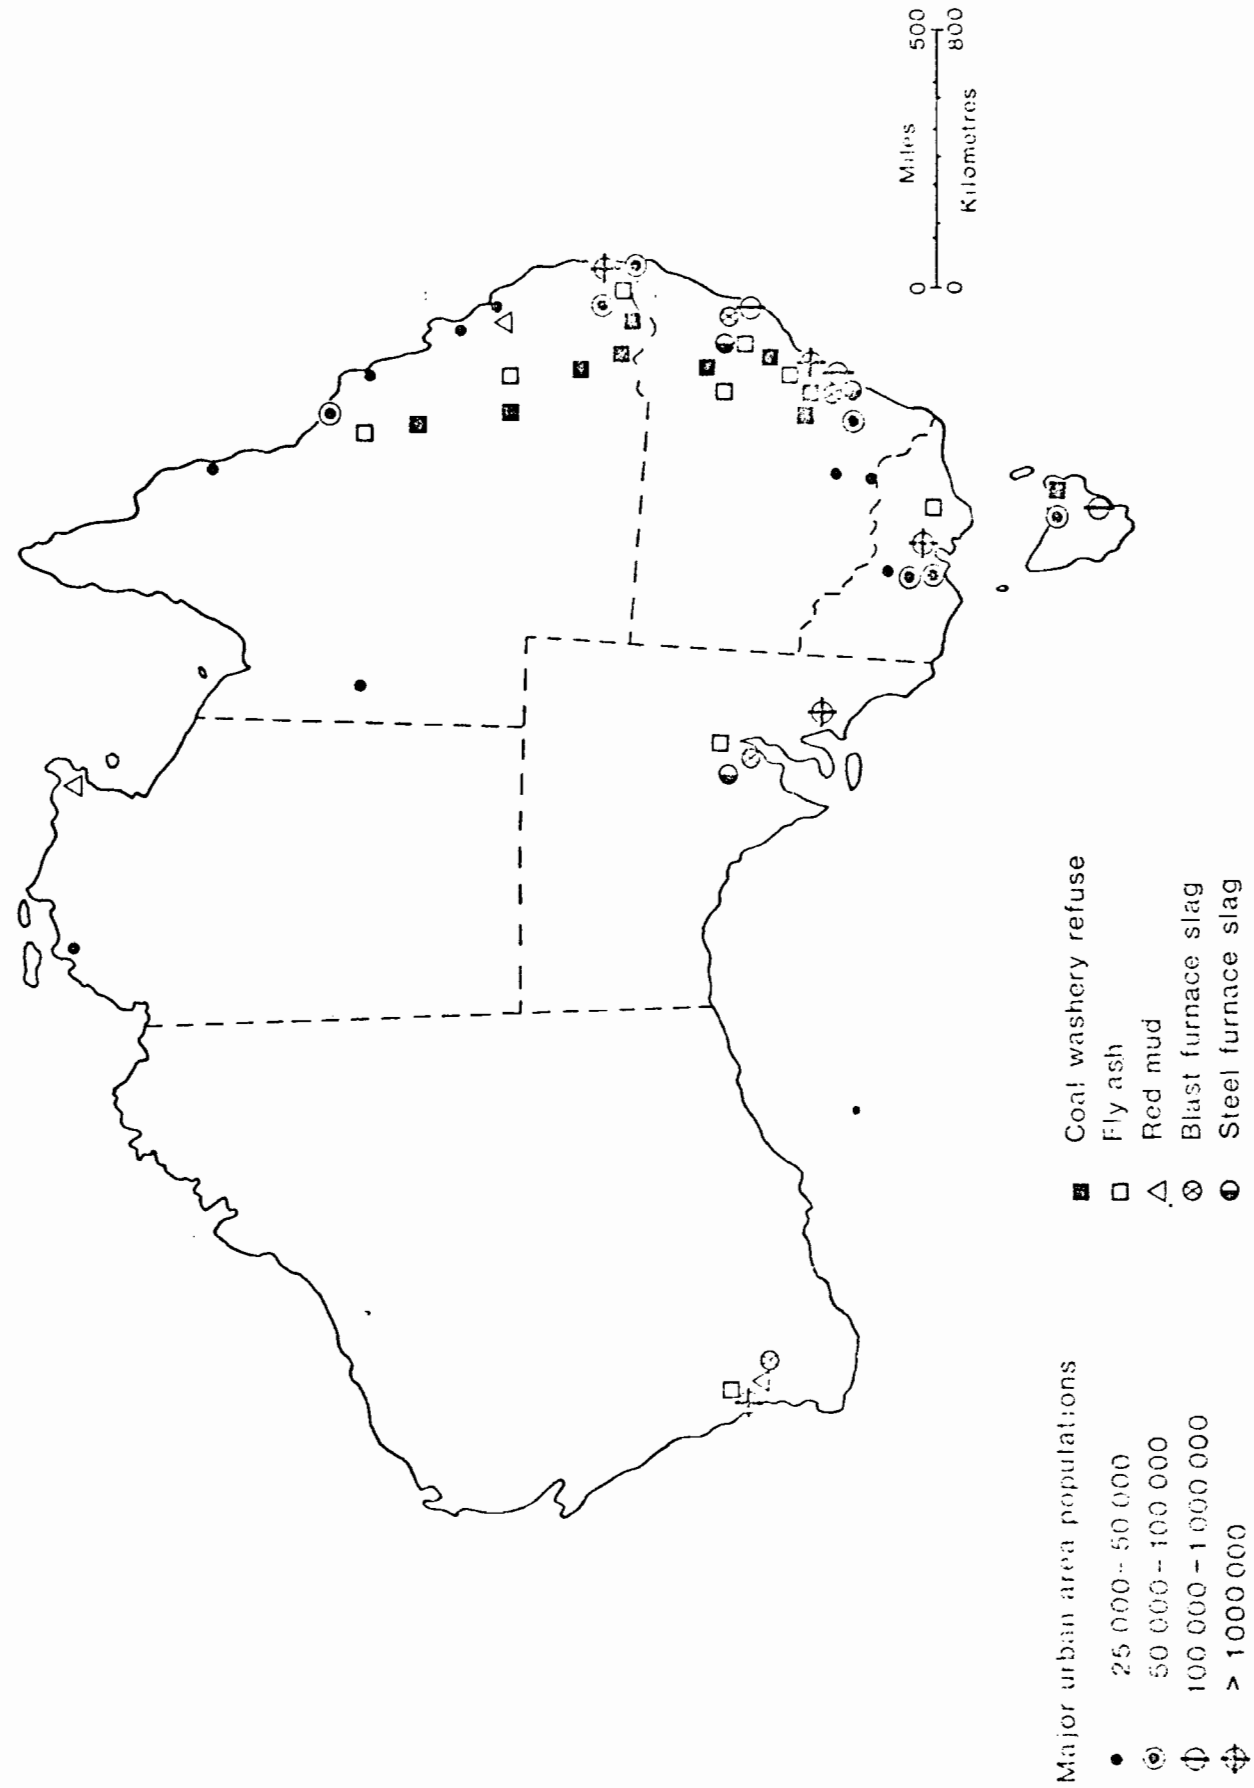 Miles
0 500
0 800
Kilometres
Major urban area populations
25 000-50 000
50 000-100 000
100 000-1 000 000
> 1 000 000
Coal washery refuse
Fly ash
Red mud
Blast furnace slag
Steel furnace slag